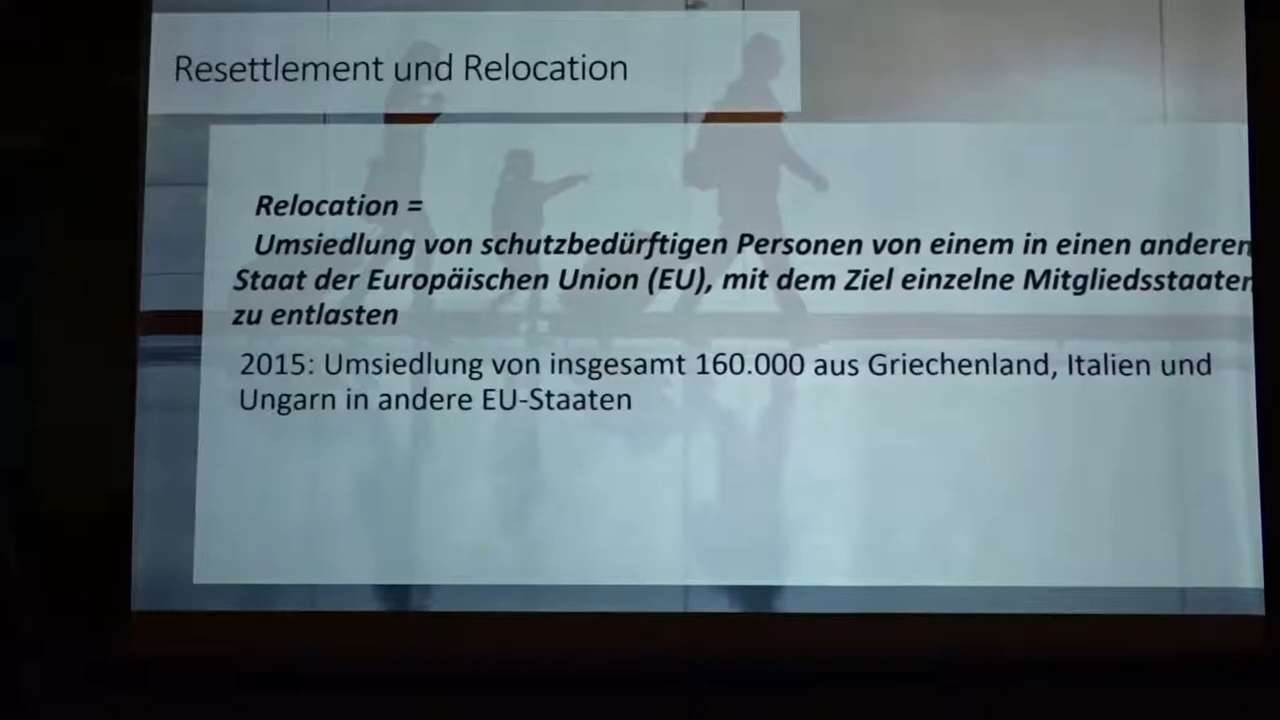 Resettlement und Relocation
Relocation =
Umsiedlung von schutzbedürftigen Personen von einem in einen anderen
Staat der Europäischen Union (EU), mit dem Ziel einzelne Mitgliedsstaaten
zu entlasten
2015: Umsiedlung von insgesamt 160.000 aus Griechenland, Italien und
Ungarn in andere EU-Staaten